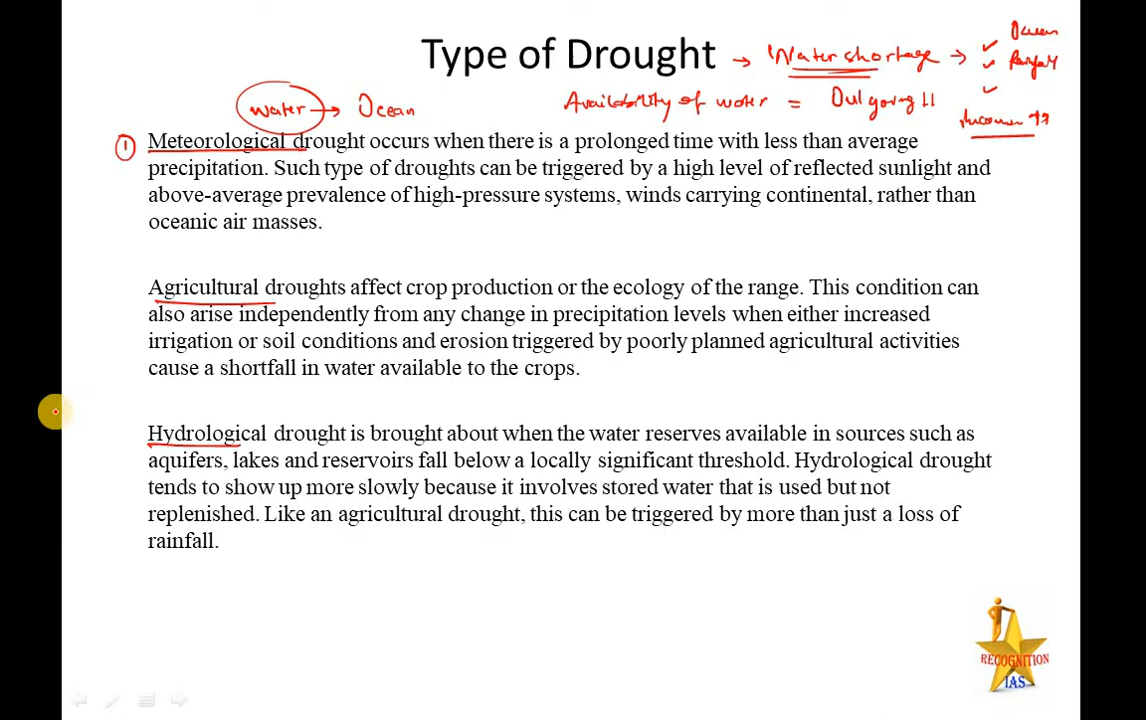 Type of Drought → Water shortage → Ocean
Rainfall
water → Ocean
Availability of water = Outgoing ↓↓
① Meteorological drought occurs when there is a prolonged time with less than average
precipitation. Such type of droughts can be triggered by a high level of reflected sunlight and
above-average prevalence of high-pressure systems, winds carrying continental, rather than
oceanic air masses.
Agricultural droughts affect crop production or the ecology of the range. This condition can
also arise independently from any change in precipitation levels when either increased
irrigation or soil conditions and erosion triggered by poorly planned agricultural activities
cause a shortfall in water available to the crops.
Hydrological drought is brought about when the water reserves available in sources such as
aquifers, lakes and reservoirs fall below a locally significant threshold. Hydrological drought
tends to show up more slowly because it involves stored water that is used but not
replenished. Like an agricultural drought, this can be triggered by more than just a loss of
rainfall.
RECOGNITION
IAS